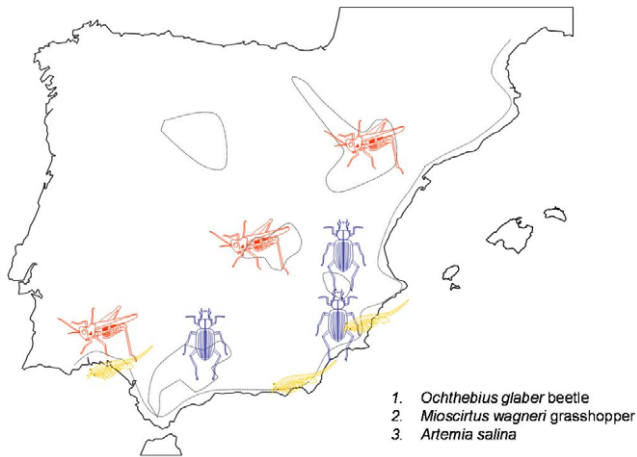 1. Ochthebius glaber beetle
2. Mioscirtus wagneri grasshopper
3. Artemia salina